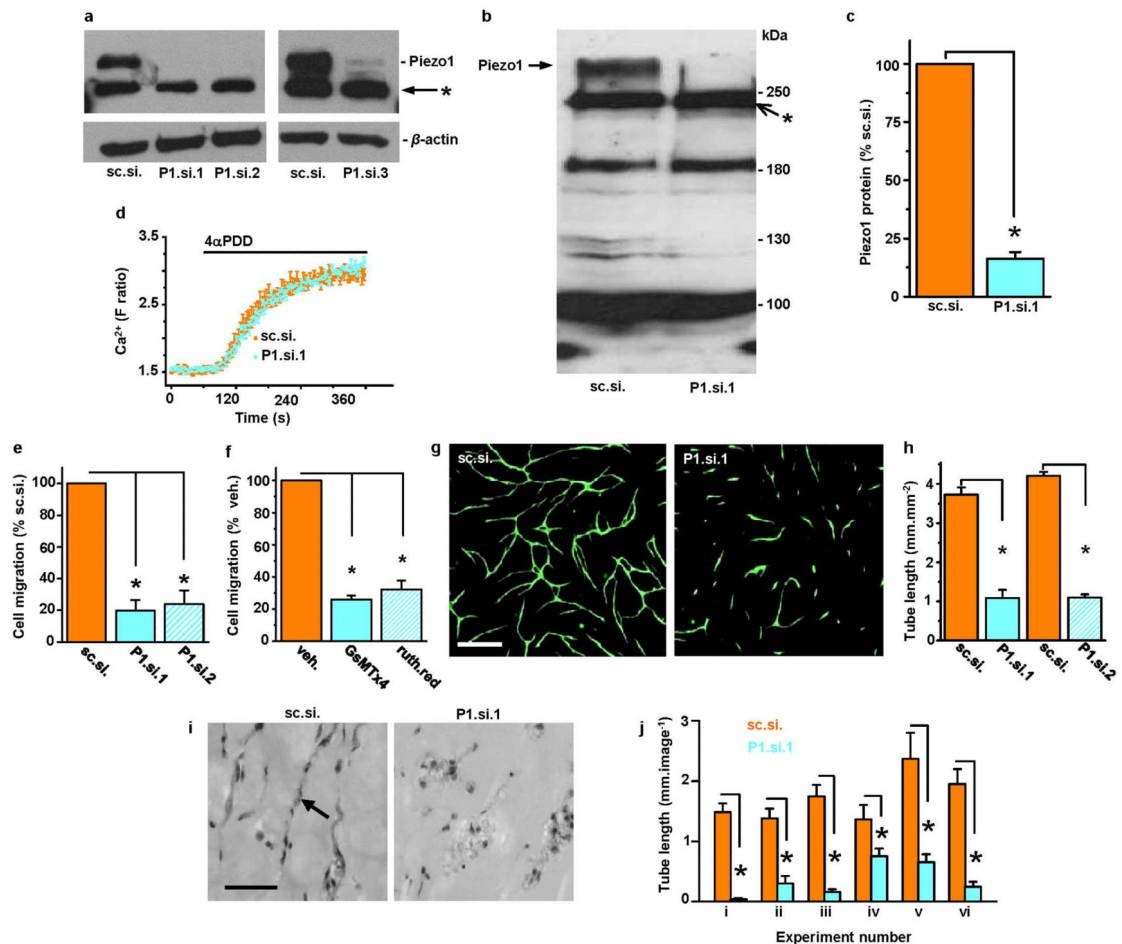 a
Piezo1
*
β-actin
sc.si. P1.si.1 P1.si.2
sc.si. P1.si.3
b
kDa
Piezo1
- 250
*
- 180
- 130
- 100
sc.si. P1.si.1
c
Piezo1 protein (% sc.si.)
100
75
50
25
0
*
sc.si. P1.si.1
d
4αPDD
Ca²⁺ (F ratio)
3.5
2.5
1.5
sc.si.
P1.si.1
0 120 240 360
Time (s)
e
Cell migration (% sc.si.)
100
80
60
40
20
0
* *
sc.si. P1.si.1 P1.si.2
f
Cell migration (% veh.)
100
80
60
40
20
0
* *
veh. GsMTx4 ruth.red
g
sc.si. P1.si.1
h
Tube length (mm.mm⁻²)
4
2
0
* *
sc.si. P1.si.1 sc.si. P1.si.2
i
sc.si. P1.si.1
j
Tube length (mm.image⁻¹)
3
2
1
0
sc.si.
P1.si.1
* * * * * *
i ii iii iv v vi
Experiment number